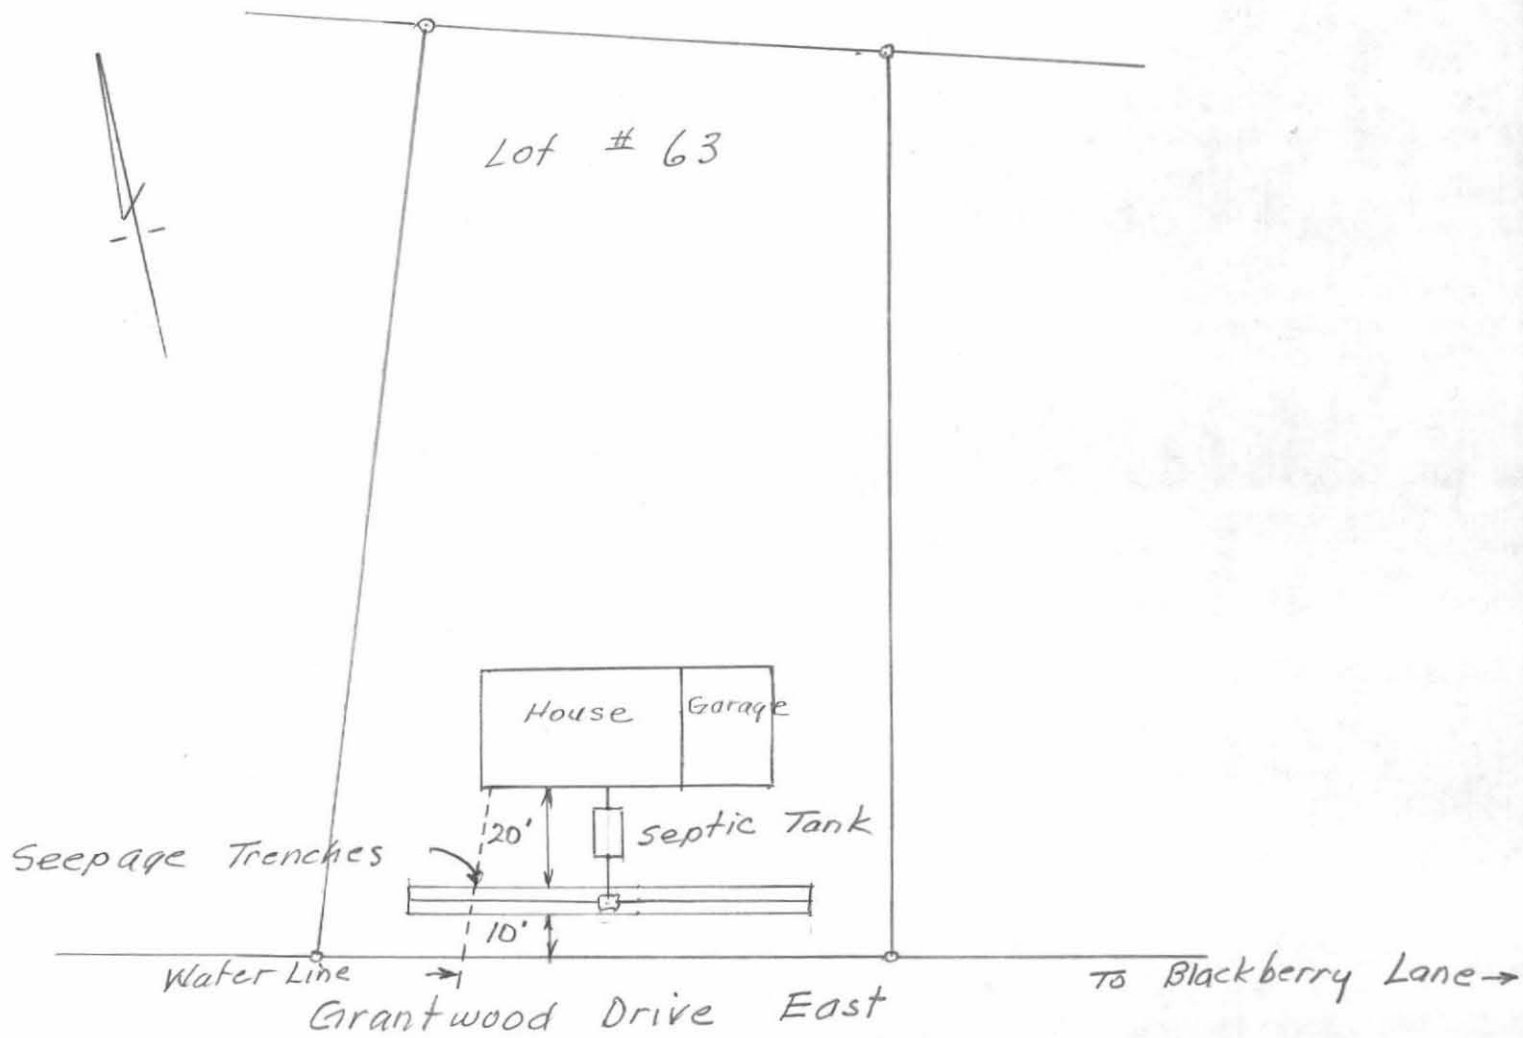 Lot # 63
House
Garage
20'
Septic Tank
Seepage Trenches
10'
Water Line
To Blackberry Lane
Grantwood Drive East